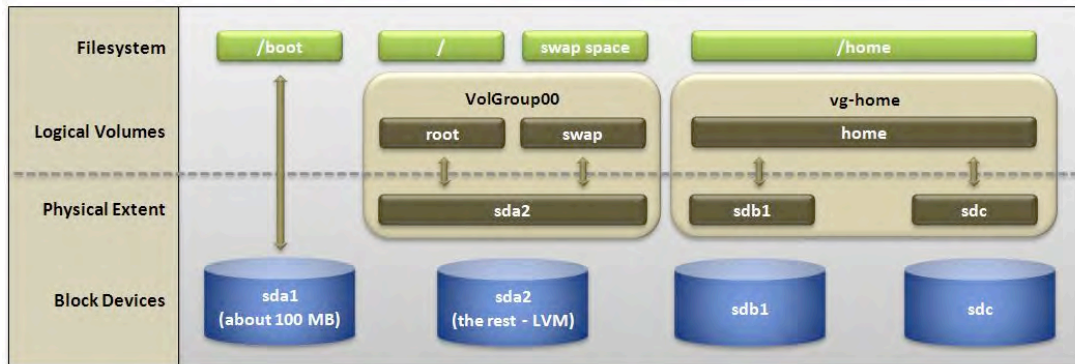 Filesystem
/boot
/
swap space
/home
VolGroup00
vg-home
Logical Volumes
root
swap
home
Physical Extent
sda2
sdb1
sdc
Block Devices
sda1
(about 100 MB)
sda2
(the rest - LVM)
sdb1
sdc